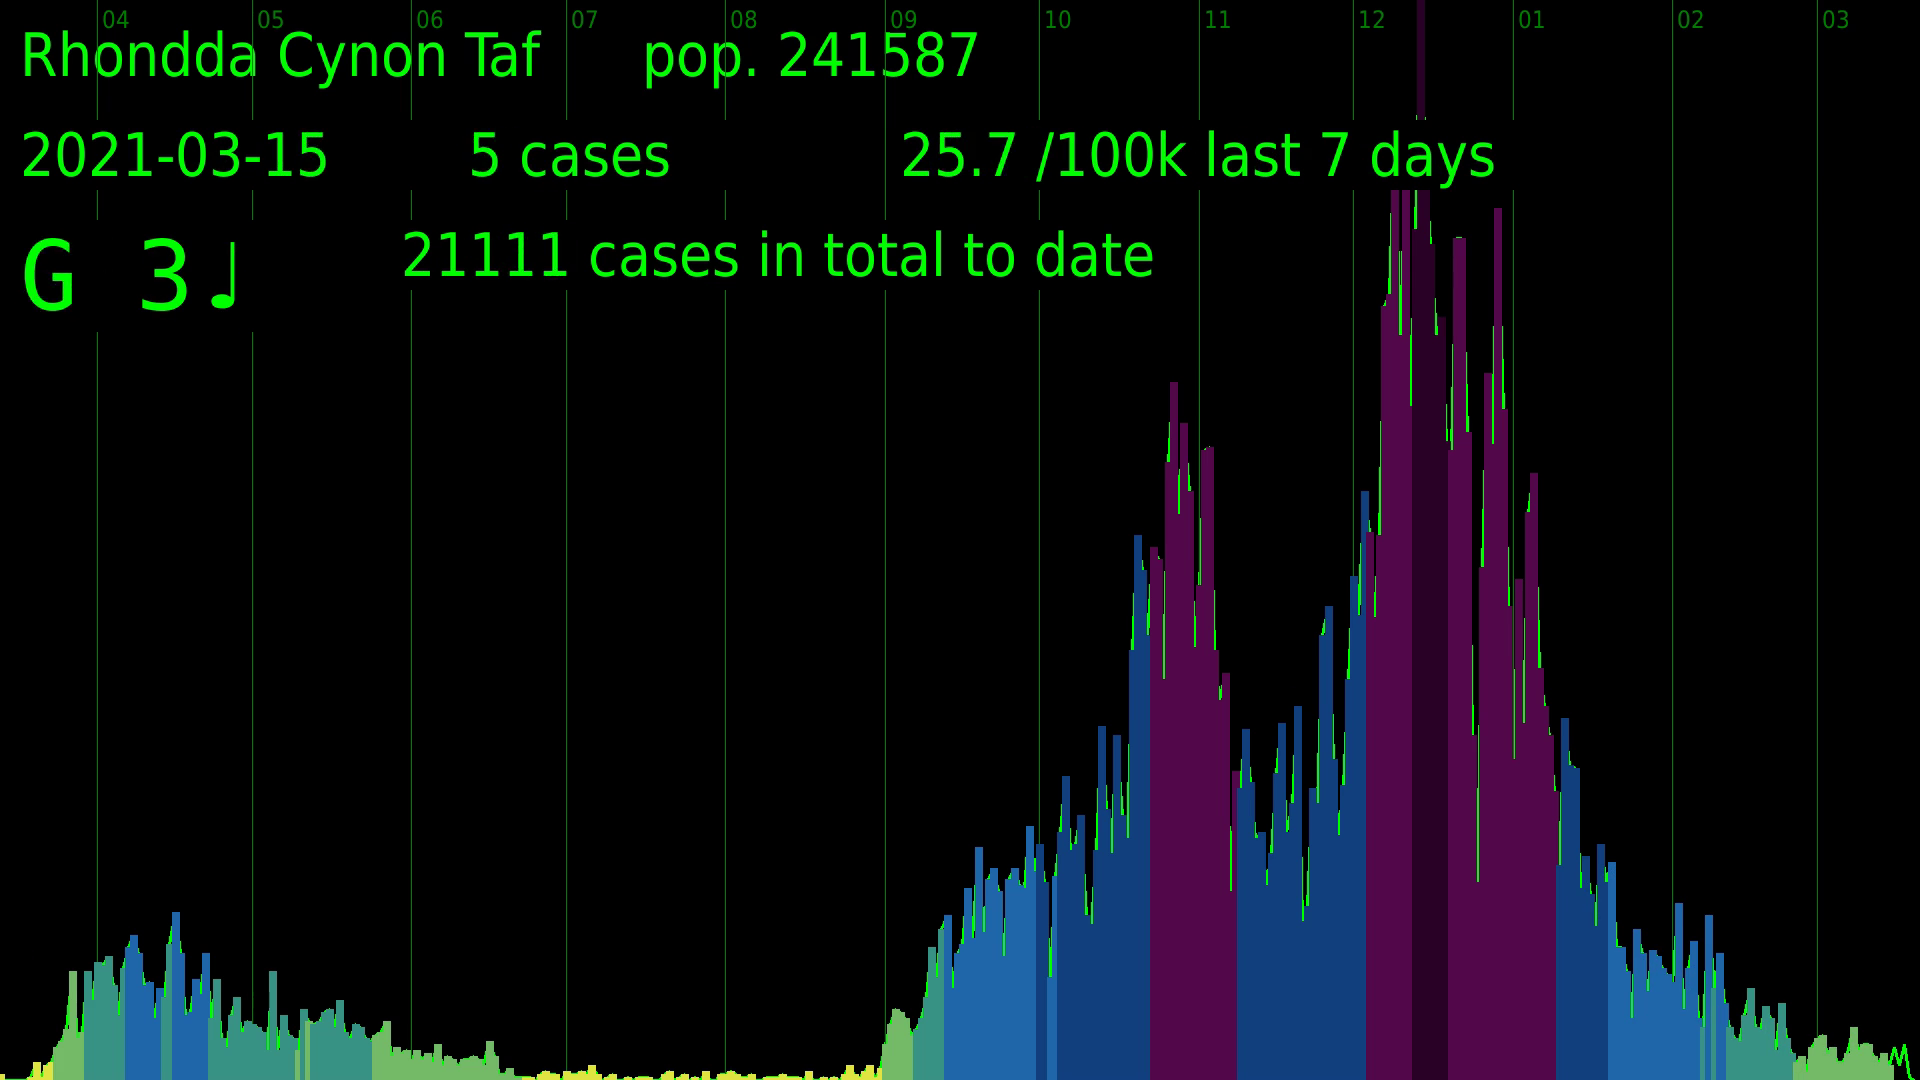 04 05 06 07 08 09 10 11 12 01 02 03
Rhondda Cynon Taf pop. 241587
2021-03-15 5 cases 25.7 /100k last 7 days
G 3♩ 21111 cases in total to date